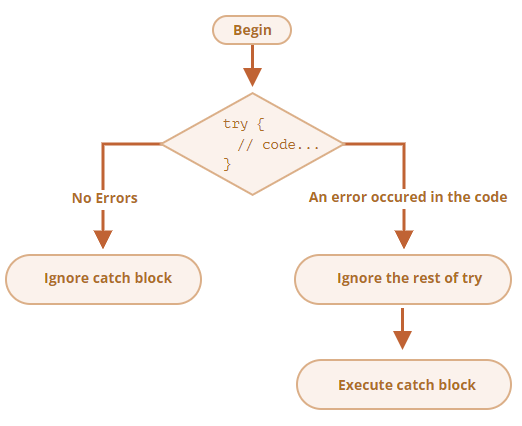 Begin
try {
// code...
}
No Errors
An error occured in the code
Ignore catch block
Ignore the rest of try
Execute catch block